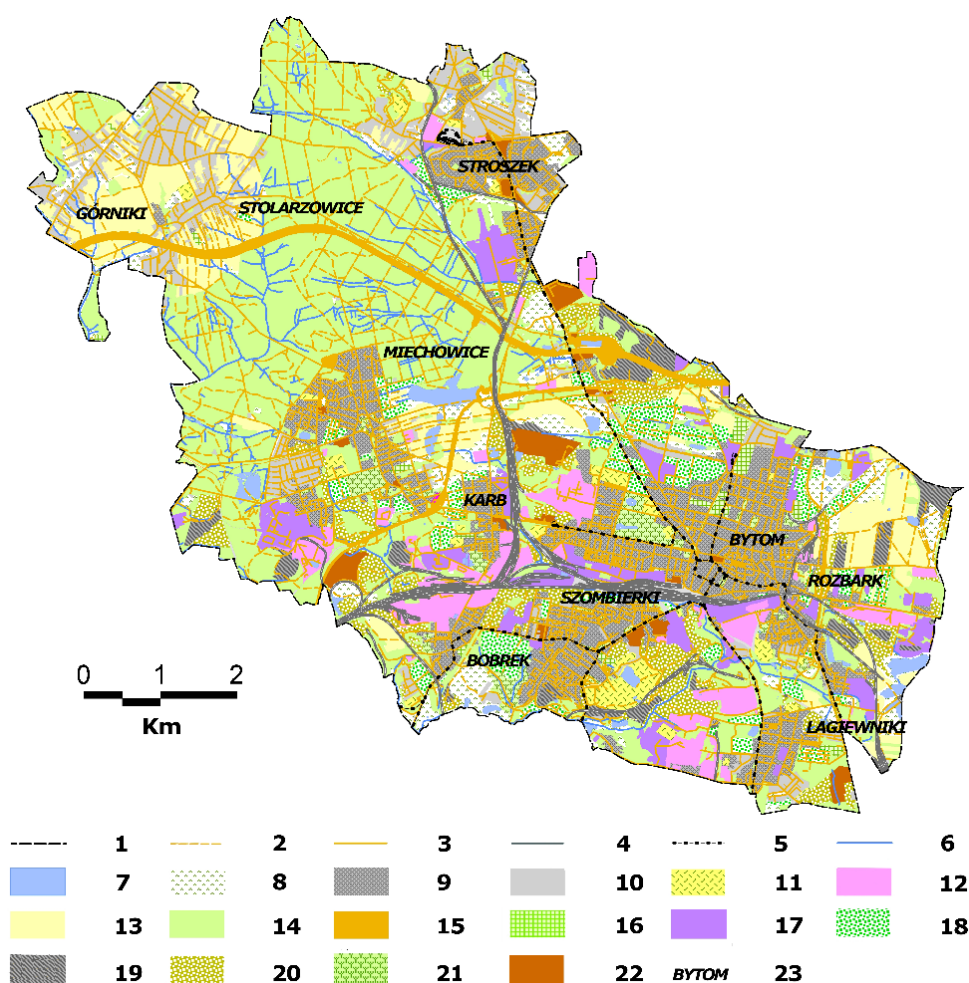 STROSZEK
GÓRNIKI
STOLARZOWICE
MIECHOWICE
KARB
BYTOM
ROZBARK
SZOMBIERKI
BOBREK
ŁAGIEWNIKI
0 1 2
Km
1 2 3 4 5 6
7 8 9 10 11 12
13 14 15 16 17 18
19 20 21 22 BYTOM 23